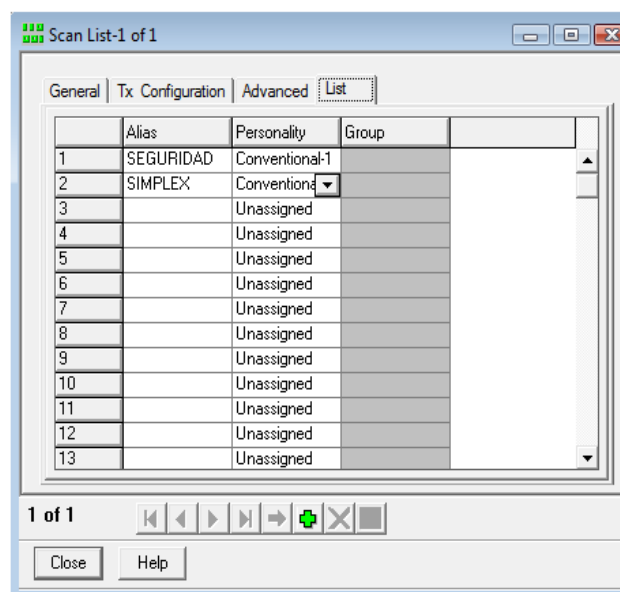 Scan List-1 of 1
General Tx Configuration Advanced List
Alias Personality Group
1 SEGURIDAD Conventional-1
2 SIMPLEX Conventiona
3 Unassigned
4 Unassigned
5 Unassigned
6 Unassigned
7 Unassigned
8 Unassigned
9 Unassigned
10 Unassigned
11 Unassigned
12 Unassigned
13 Unassigned
1 of 1
Close Help